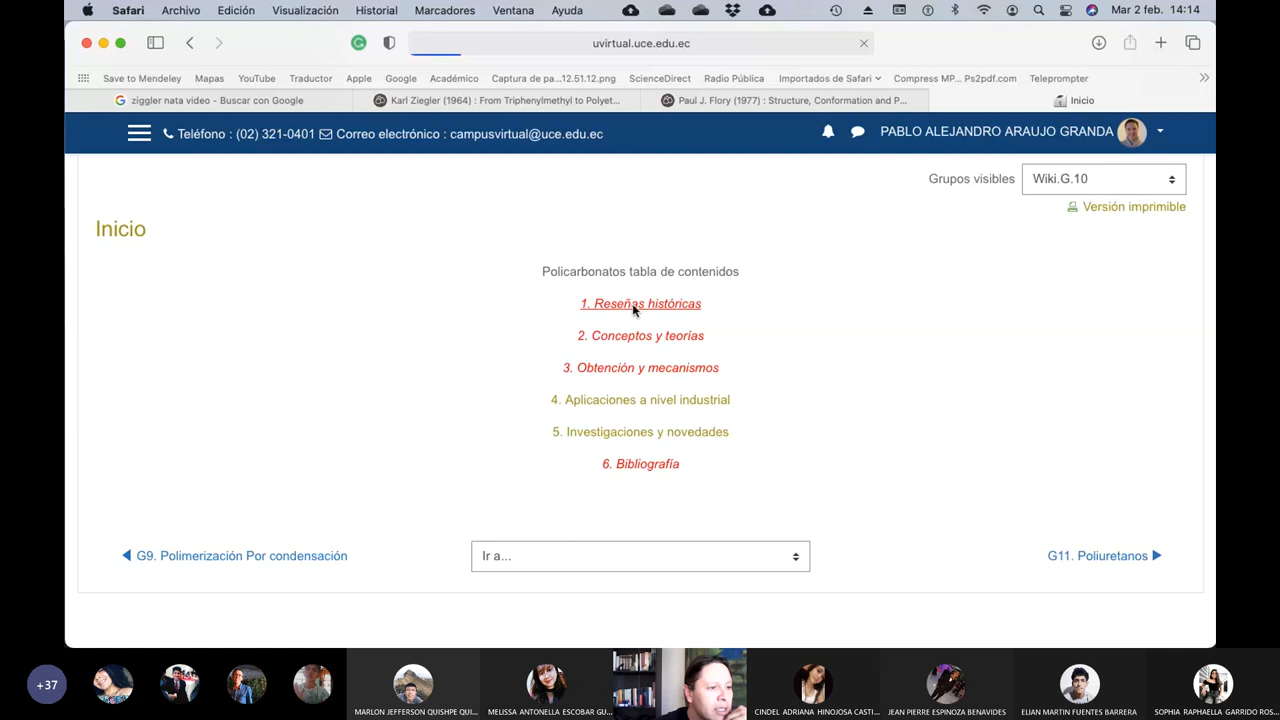 Safari Archivo Edición Visualización Historial Marcadores Ventana Ayuda Mar 2 feb. 14:14
uvirtual.uce.edu.ec
Save to Mendeley Mapas YouTube Traductor Apple Google Académico Captura de pa...12.51.12.png ScienceDirect Radio Pública Importados de Safari Compress MP... Ps2pdf.com Teleprompter
ziggler nata video - Buscar con Google Karl Ziegler (1964) : From Triphenylmethyl to Polyet... Paul J. Flory (1977) : Structure, Conformation and P... Inicio
Teléfono : (02) 321-0401 Correo electrónico : campusvirtual@uce.edu.ec PABLO ALEJANDRO ARAUJO GRANDA
Grupos visibles Wiki.G.10
Versión imprimible
Inicio
Policarbonatos tabla de contenidos
1. Reseñas históricas
2. Conceptos y teorías
3. Obtención y mecanismos
4. Aplicaciones a nivel industrial
5. Investigaciones y novedades
6. Bibliografía
G9. Polimerización Por condensación Ir a... G11. Poliuretanos
+37
MARLON JEFFERSON QUISHPE QUI... MELISSA ANTONELLA ESCOBAR GU... CINDEL ADRIANA HINOJOSA CASTI... JEAN PIERRE ESPINOZA BENAVIDES ELIAN MARTIN FUENTES BARRERA SOPHIA RAPHAELLA GARRIDO ROS...